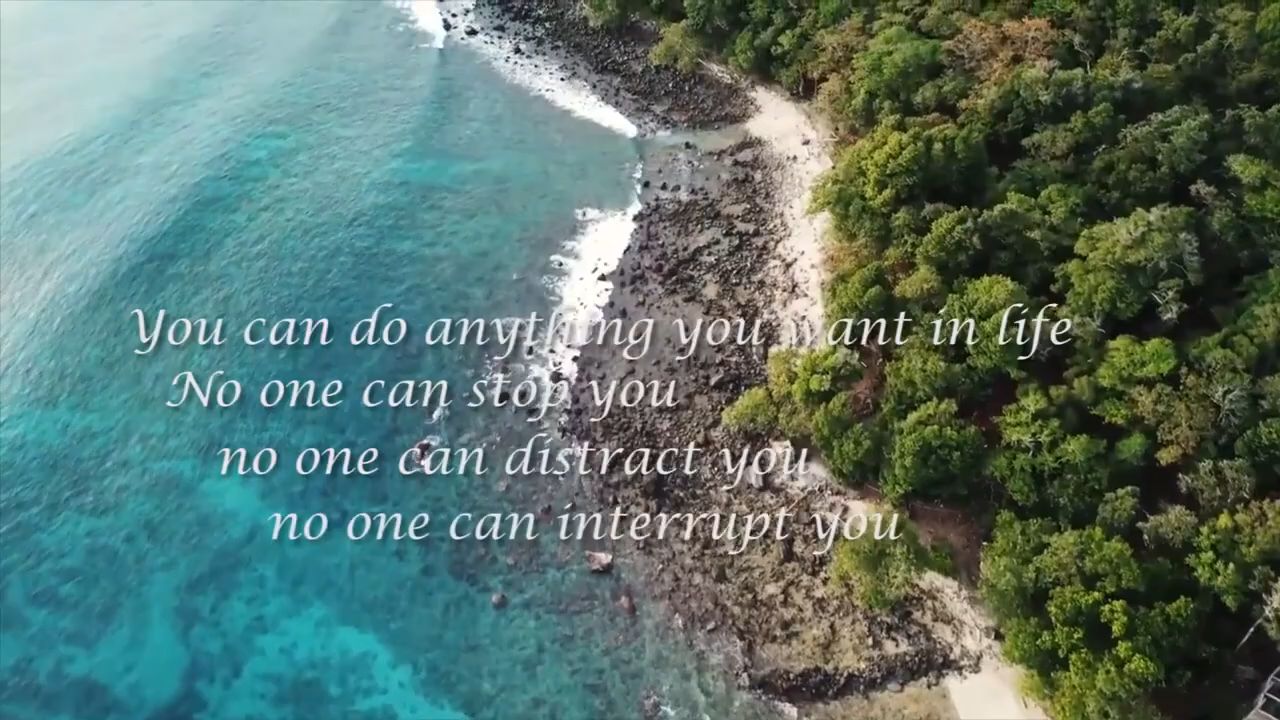 You can do anything you want in life
No one can stop you
no one can distract you
no one can interrupt you